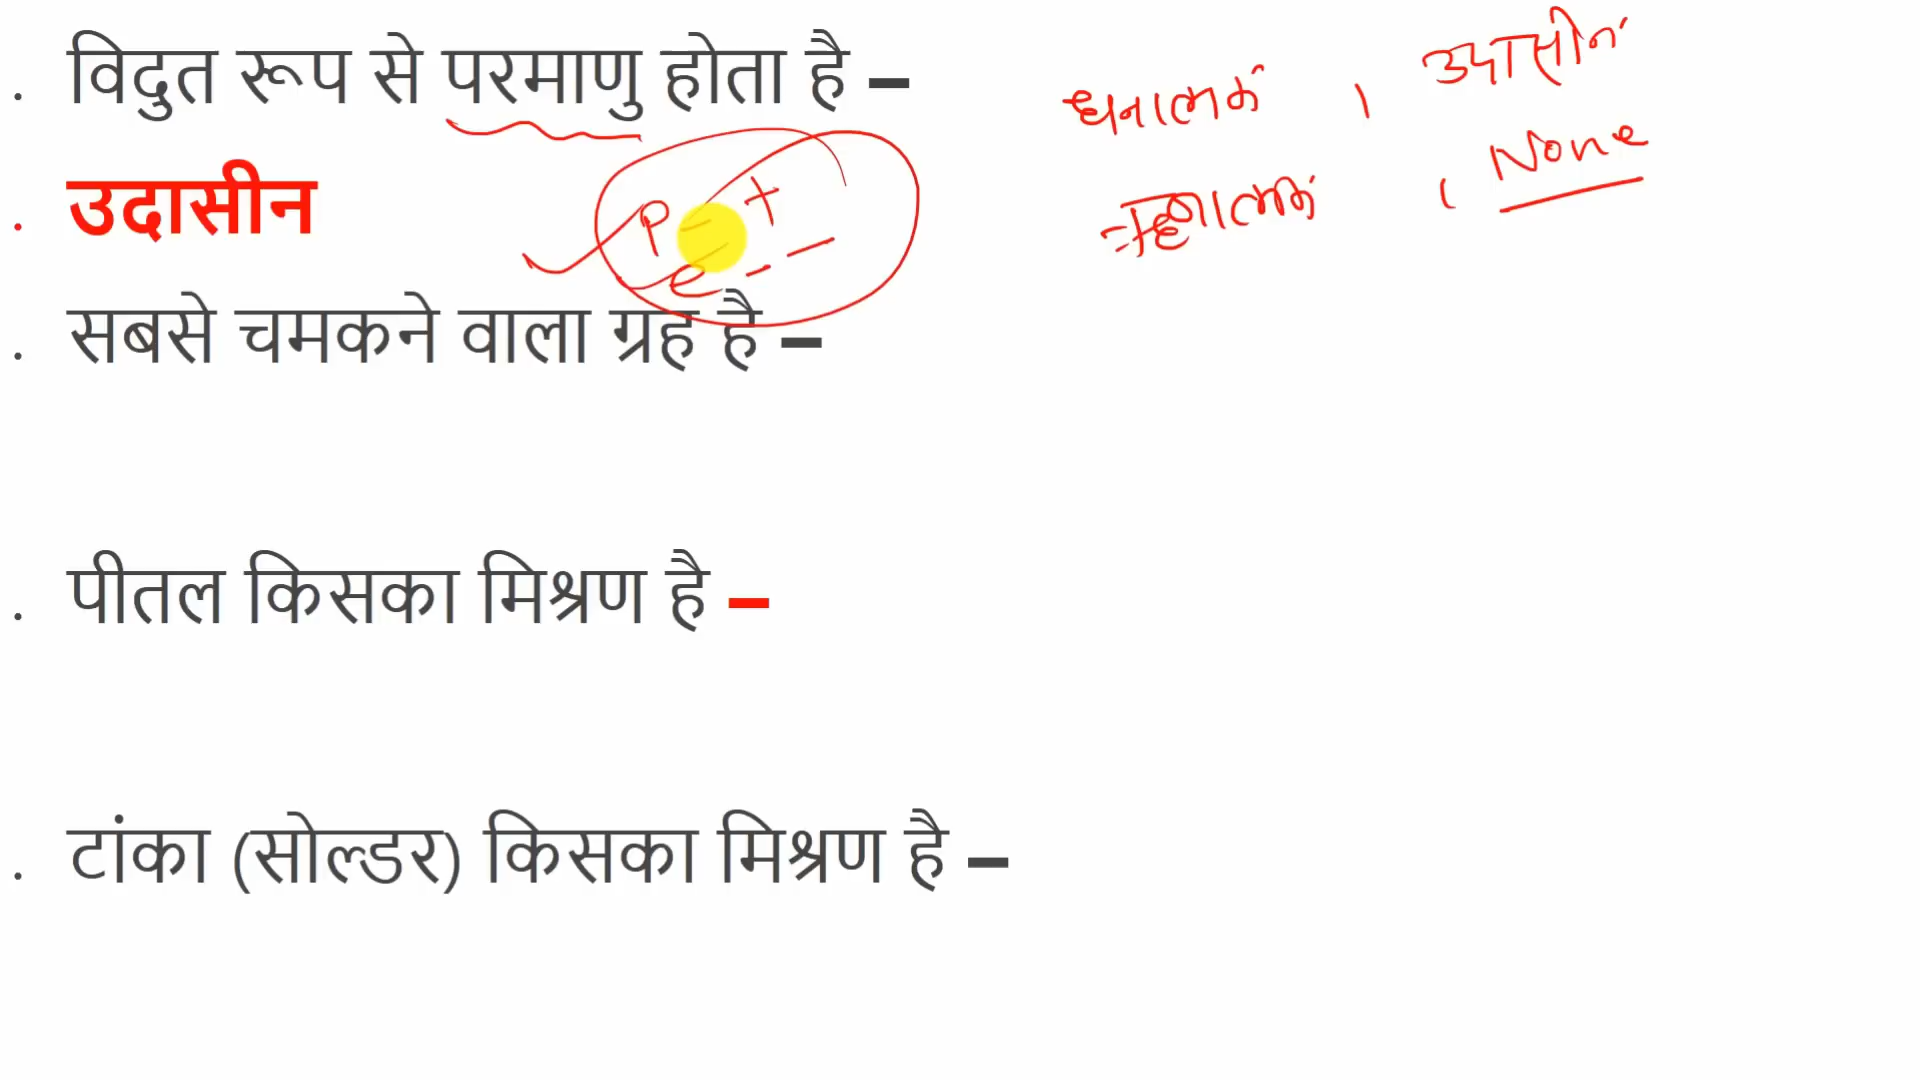 . विदुत रूप से परमाणु होता है –
धनात्मक , उदासीन
ऋणात्मक , None
. उदासीन
P = +
e - –
. सबसे चमकने वाला ग्रह है –
. पीतल किसका मिश्रण है –
. टांका (सोल्डर) किसका मिश्रण है –